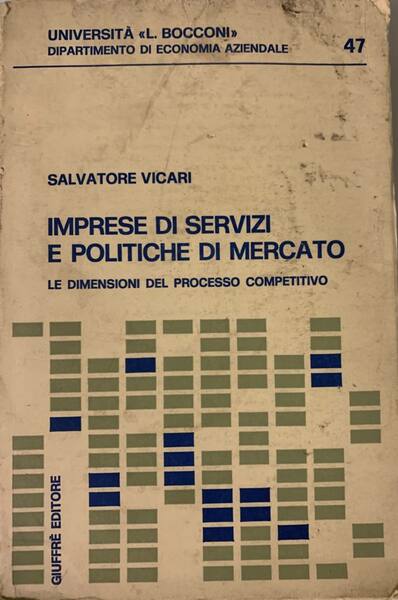 UNIVERSITÀ «L. BOCCONI»
DIPARTIMENTO DI ECONOMIA AZIENDALE 47
SALVATORE VICARI
IMPRESE DI SERVIZI
E POLITICHE DI MERCATO
LE DIMENSIONI DEL PROCESSO COMPETITIVO
GIUFFRÈ EDITORE